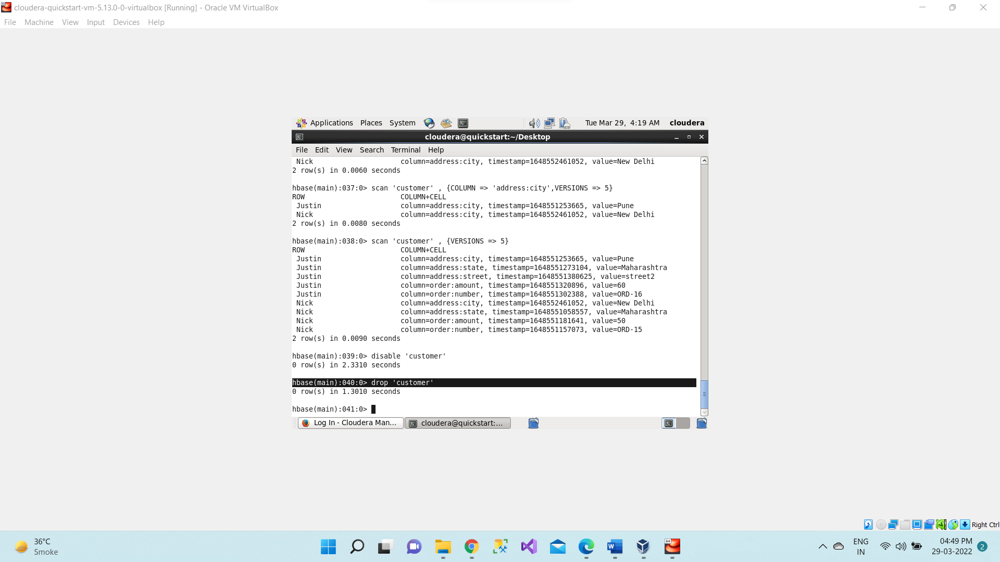 cloudera-quickstart-vm-5.13.0-0-virtualbox [Running] - Oracle VM VirtualBox
File Machine View Input Devices Help
Applications Places System Tue Mar 29, 4:19 AM cloudera
cloudera@quickstart:~/Desktop
File Edit View Search Terminal Help
Nick column=address:city, timestamp=1648552461052, value=New Delhi
2 row(s) in 0.0060 seconds
hbase(main):037:0> scan 'customer' , {COLUMN => 'address:city',VERSIONS => 5}
ROW COLUMN+CELL
Justin column=address:city, timestamp=1648551253665, value=Pune
Nick column=address:city, timestamp=1648552461052, value=New Delhi
2 row(s) in 0.0080 seconds
hbase(main):038:0> scan 'customer' , {VERSIONS => 5}
ROW COLUMN+CELL
Justin column=address:city, timestamp=1648551253665, value=Pune
Justin column=address:state, timestamp=1648551273104, value=Maharashtra
Justin column=address:street, timestamp=1648551380625, value=street2
Justin column=order:amount, timestamp=1648551320896, value=60
Justin column=order:number, timestamp=1648551302388, value=ORD-16
Nick column=address:city, timestamp=1648552461052, value=New Delhi
Nick column=address:state, timestamp=1648551058557, value=Maharashtra
Nick column=order:amount, timestamp=1648551181641, value=50
Nick column=order:number, timestamp=1648551157073, value=ORD-15
2 row(s) in 0.0090 seconds
hbase(main):039:0> disable 'customer'
0 row(s) in 2.3310 seconds
hbase(main):040:0> drop 'customer'
0 row(s) in 1.3010 seconds
hbase(main):041:0>
Log In - Cloudera Man... cloudera@quickstart:...
Right Ctrl
36°C
Smoke
ENG
IN
04:49 PM
29-03-2022
2